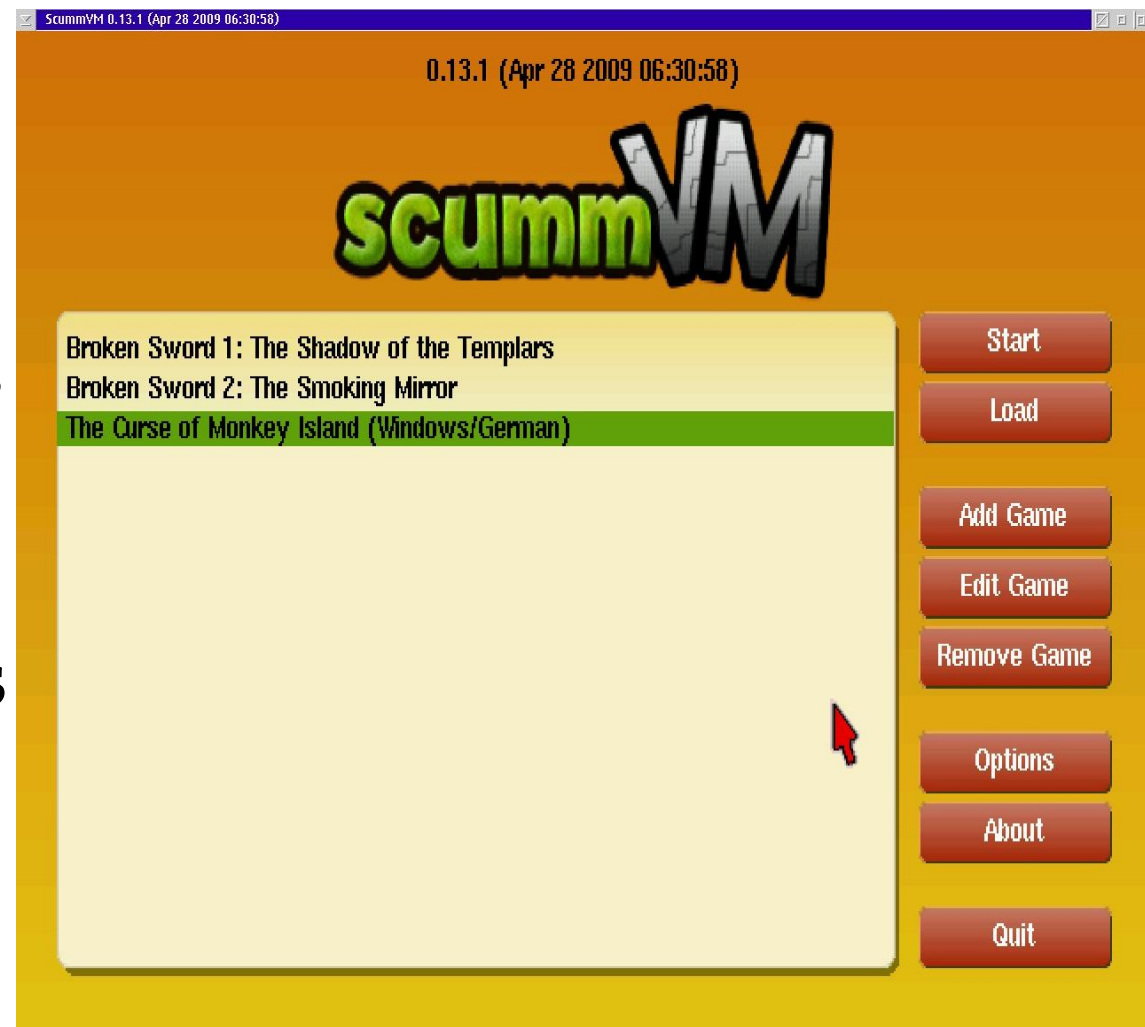 ScummVM 0.13.1 (Apr 28 2009 06:30:58)
0.13.1 (Apr 28 2009 06:30:58)
scummVM
Broken Sword 1: The Shadow of the Templars
Broken Sword 2: The Smoking Mirror
The Curse of Monkey Island (Windows/German)
Start
Load
Add Game
Edit Game
Remove Game
Options
About
Quit